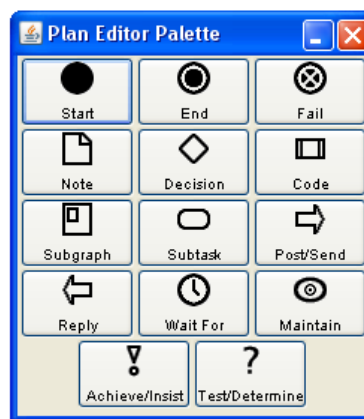 Plan Editor Palette
Start End Fail
Note Decision Code
Subgraph Subtask Post/Send
Reply Wait For Maintain
Achieve/Insist Test/Determine